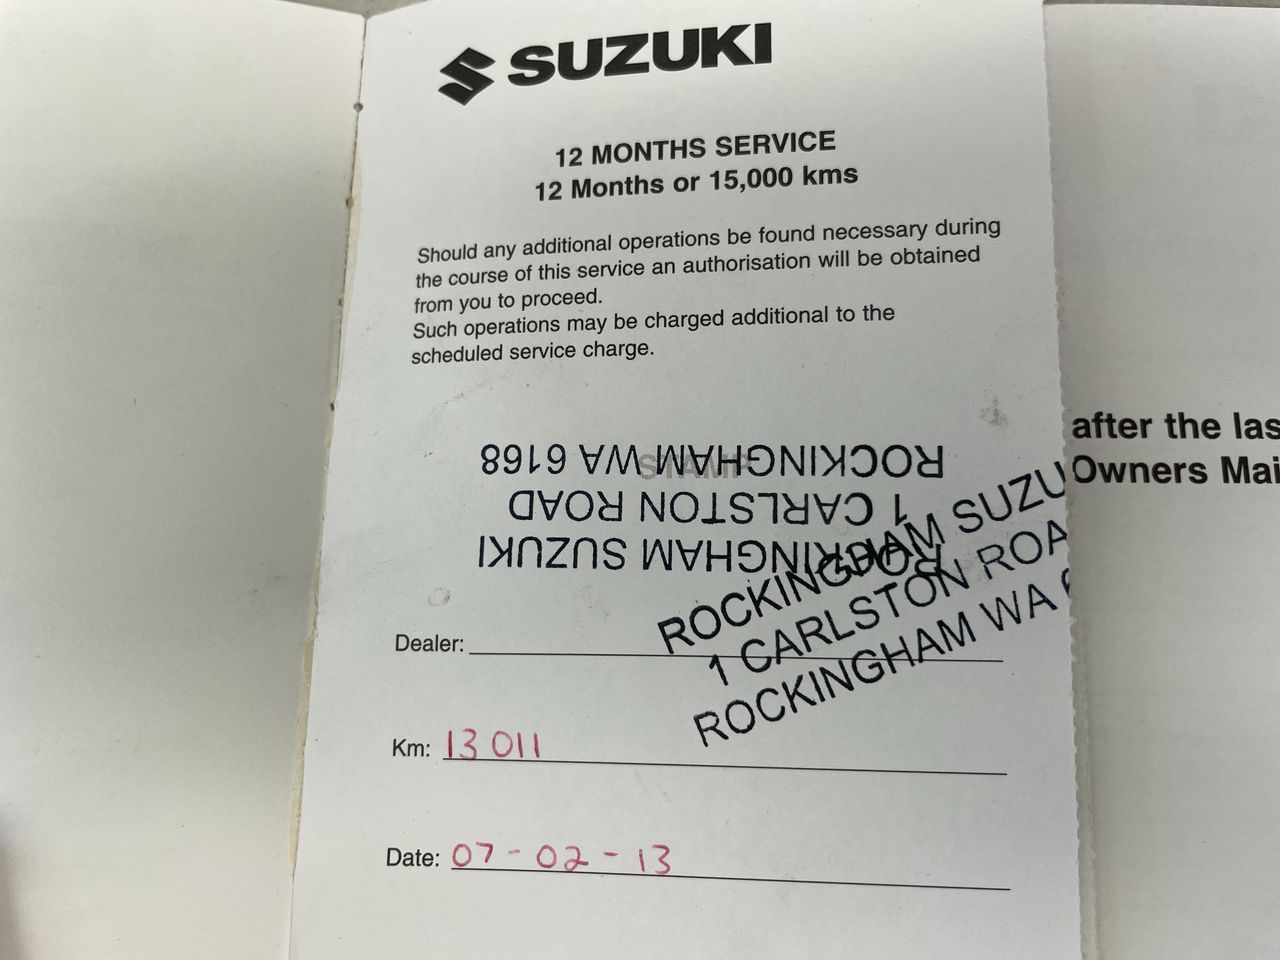 SUZUKI
12 MONTHS SERVICE
12 Months or 15,000 kms
Should any additional operations be found necessary during
the course of this service an authorisation will be obtained
from you to proceed.
Such operations may be charged additional to the
scheduled service charge.
STAMP
ROCKINGHAM SUZUKI
1 CARLSTON ROAD
ROCKINGHAM WA 6168
ROCKINGHAM SUZU
1 CARLSTON ROA
ROCKINGHAM WA 6
Dealer:
Km: 13 011
Date: 07-02-13
after the las
Owners Mai